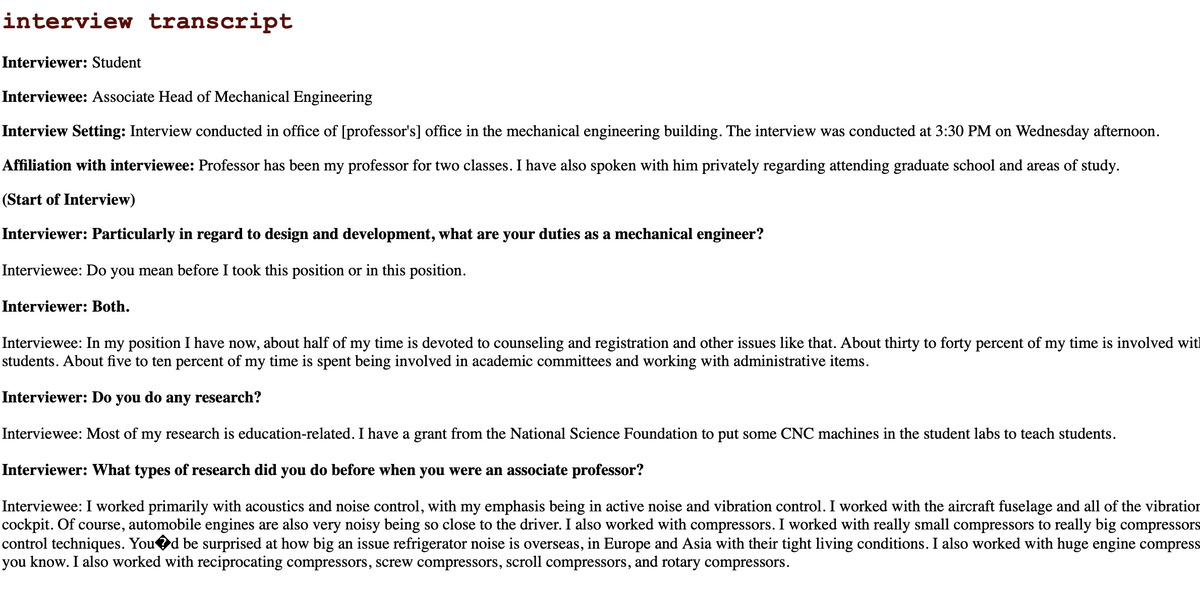 interview transcript
Interviewer: Student
Interviewee: Associate Head of Mechanical Engineering
Interview Setting: Interview conducted in office of [professor's] office in the mechanical engineering building. The interview was conducted at 3:30 PM on Wednesday afternoon.
Affiliation with interviewee: Professor has been my professor for two classes. I have also spoken with him privately regarding attending graduate school and areas of study.
(Start of Interview)
Interviewer: Particularly in regard to design and development, what are your duties as a mechanical engineer?
Interviewee: Do you mean before I took this position or in this position.
Interviewer: Both.
Interviewee: In my position I have now, about half of my time is devoted to counseling and registration and other issues like that. About thirty to forty percent of my time is involved
students. About five to ten percent of my time is spent being involved in academic committees and working with administrative items.
Interviewer: Do you do any research?
Interviewee: Most of my research is education-related. I have a grant from the National Science Foundation to put some CNC machines in the student labs to teach students.
Interviewer: What types of research did you do before when you were an associate professor?
Interviewee: I worked primarily with acoustics and noise control, with my emphasis being in active noise and vibration control. I worked with the aircraft fuselage and all of the
cockpit. Of course, automobile engines are also very noisy being so close to the driver. I also worked with compressors. I worked with really small compressors to really big compressors
control techniques. You�d be surprised at how big an issue refrigerator noise is overseas, in Europe and Asia with their tight living conditions. I also worked with huge engine
you know. I also worked with reciprocating compressors, screw compressors, scroll compressors, and rotary compressors.